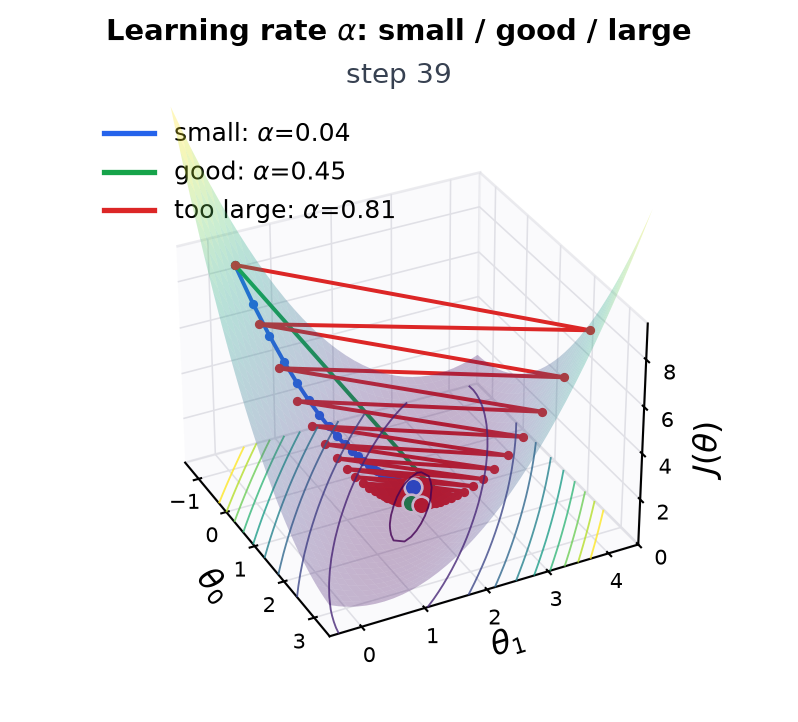 Learning rate α: small / good / large
step 39
small: α=0.04
good: α=0.45
too large: α=0.81
8
6
4
2
0
J(θ)
−1
0
1
2
3
θ₀
0
1
2
3
4
θ₁